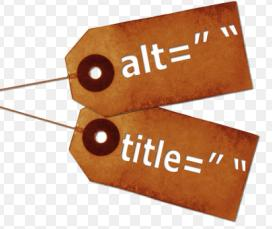 alt=″ ‶
title=″ ‶